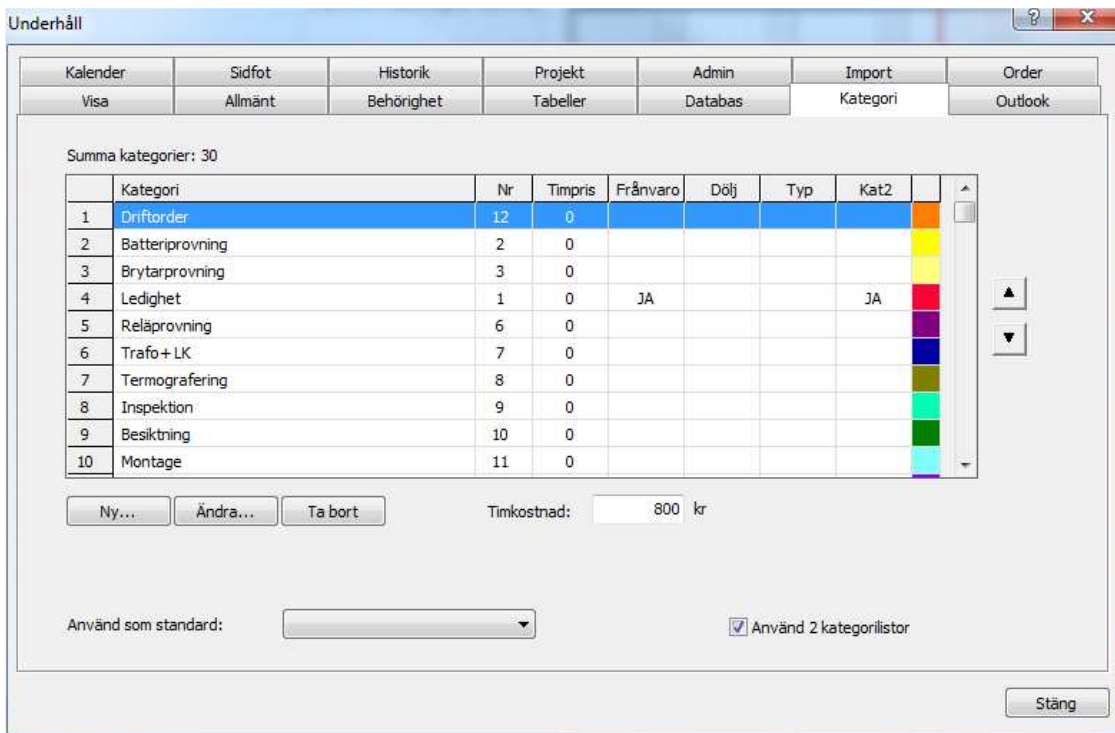 Underhåll
Kalender Sidfot Historik Projekt Admin Import Order
Visa Allmänt Behörighet Tabeller Databas Kategori Outlook
Summa kategorier: 30
Kategori Nr Timpris Frånvaro Dölj Typ Kat2
1 Driftorder 12 0
2 Batteriprovning 2 0
3 Brytarprovning 3 0
4 Ledighet 1 0 JA JA
5 Reläprovning 6 0
6 Trafo+LK 7 0
7 Termografering 8 0
8 Inspektion 9 0
9 Besiktning 10 0
10 Montage 11 0
Ny... Ändra... Ta bort Timkostnad: 800 kr
Använd som standard: Använd 2 kategorilistor
Stäng